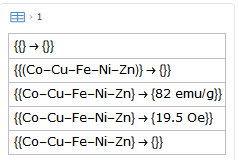 › 1
{{} → {}}
{{(Co–Cu–Fe–Ni–Zn)} → {}}
{{Co–Cu–Fe–Ni–Zn} → {82 emu/g}}
{{Co–Cu–Fe–Ni–Zn} → {19.5 Oe}}
{{Co–Cu–Fe–Ni–Zn} → {}}